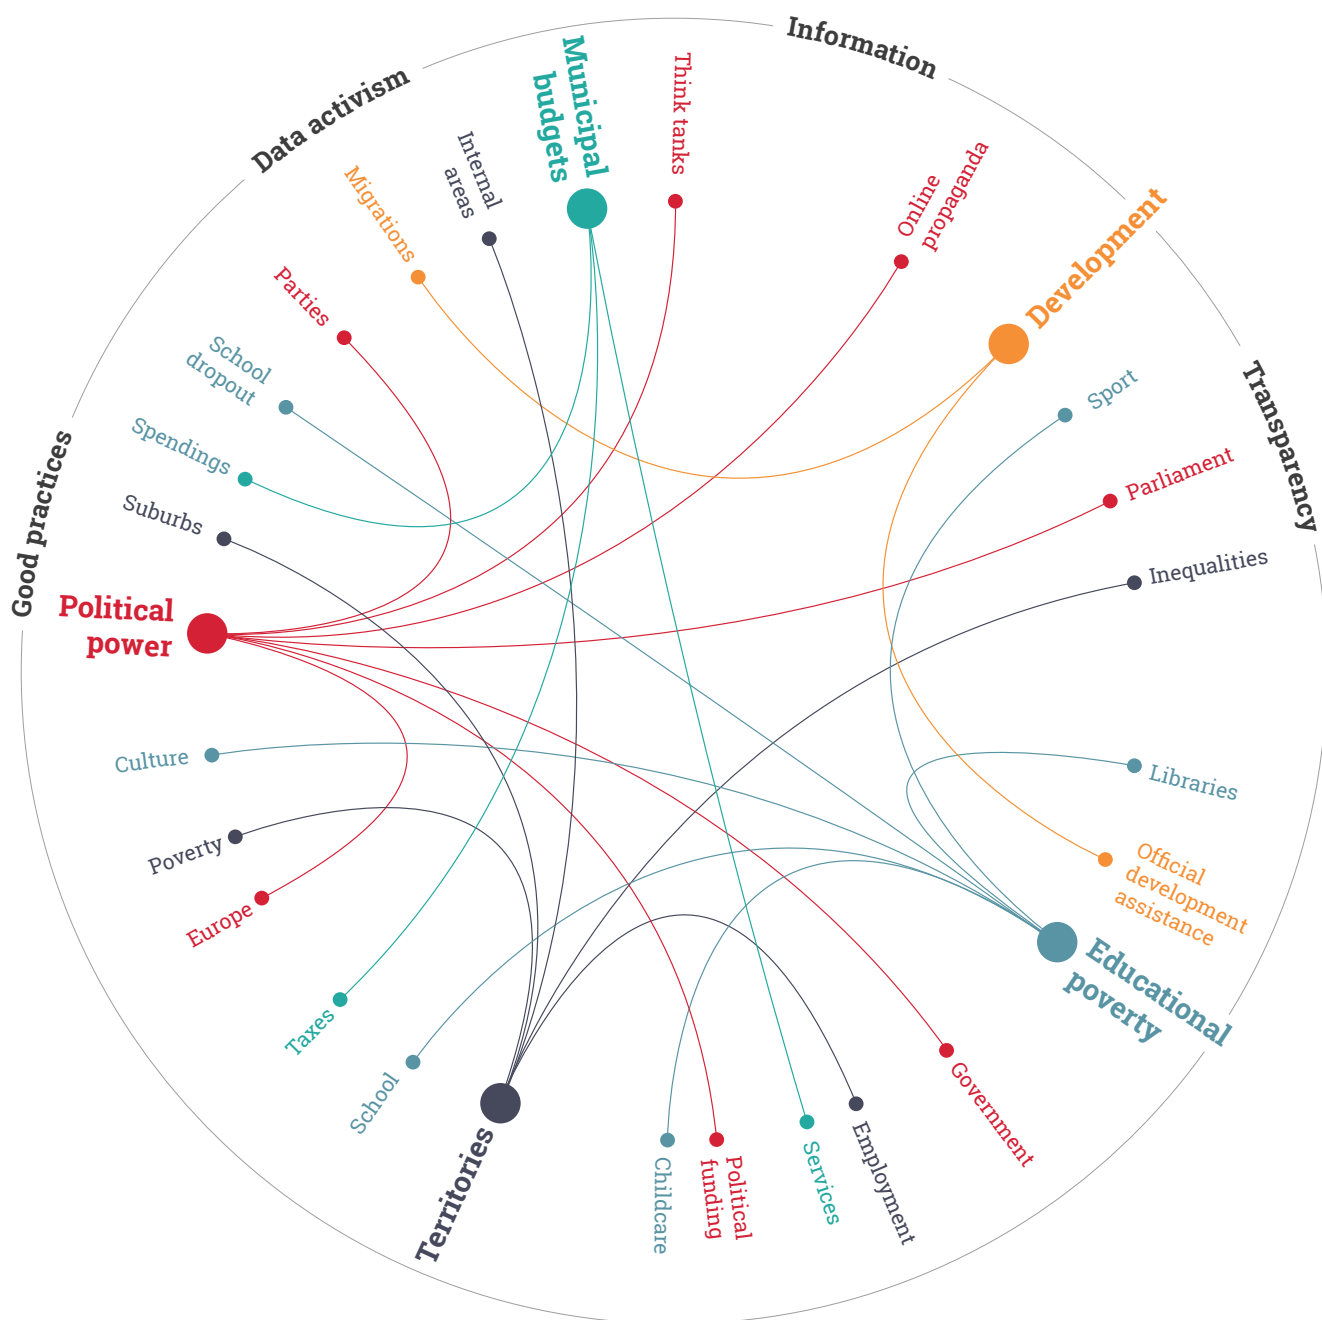 Information
Data activism
Transparency
Good practices
Municipal
budgets
Think tanks
Online
propaganda
Development
Sport
Parliament
Inequalities
Libraries
Official
development
assistance
Educational
poverty
Government
Employment
Services
Political
funding
Childcare
Territories
School
Taxes
Europe
Poverty
Culture
Political
power
Suburbs
Spendings
School
dropout
Parties
Migrations
Internal
areas